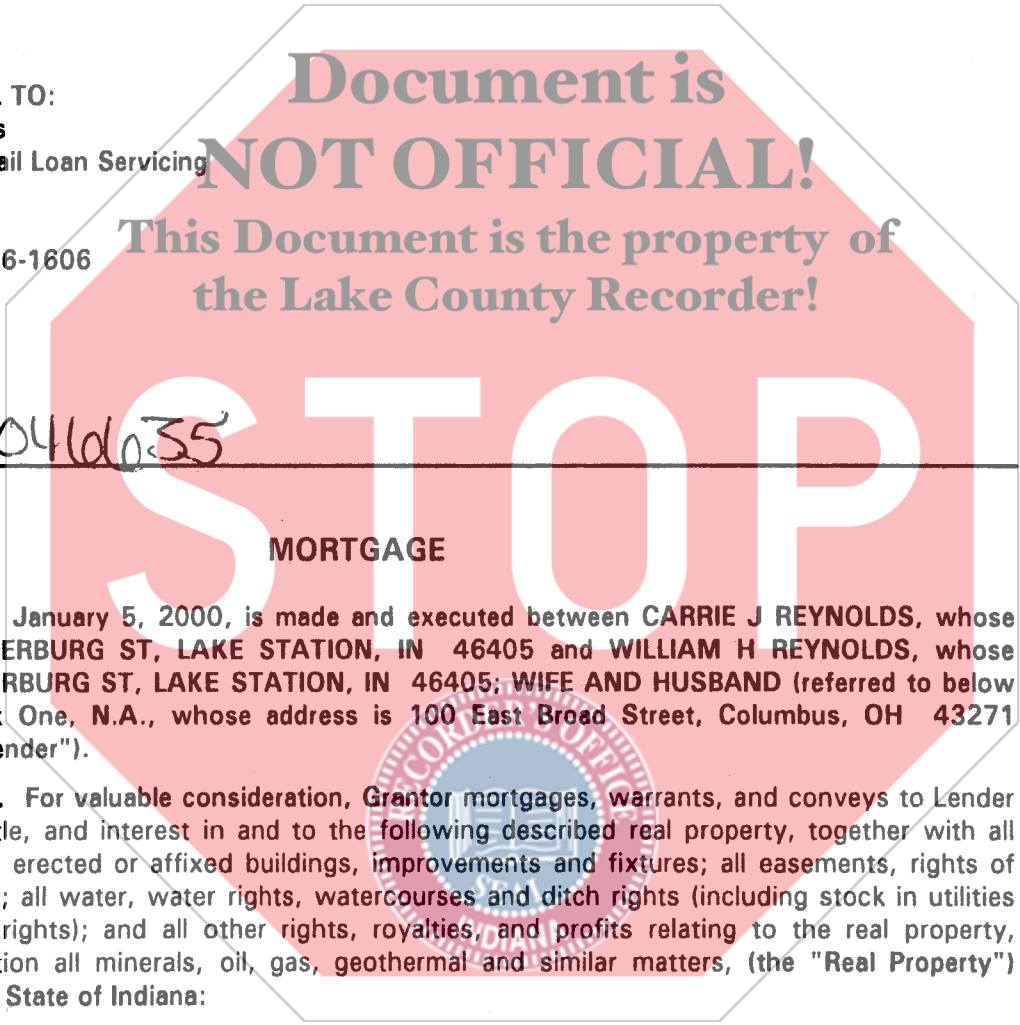 Document is
NOT OFFICIAL!
This Document is the property of
the Lake County Recorder!
STOP
TO:
s
ail Loan Servicing
6-1606
046635
MORTGAGE
January 5, 2000, is made and executed between CARRIE J REYNOLDS, whose
ERBURG ST, LAKE STATION, IN 46405 and WILLIAM H REYNOLDS, whose
RBURG ST, LAKE STATION, IN 46405; WIFE AND HUSBAND (referred to below
One, N.A., whose address is 100 East Broad Street, Columbus, OH 43271
ender").
. For valuable consideration, Grantor mortgages, warrants, and conveys to Lender
le, and interest in and to the following described real property, together with all
erected or affixed buildings, improvements and fixtures; all easements, rights of
; all water, water rights, watercourses and ditch rights (including stock in utilities
rights); and all other rights, royalties, and profits relating to the real property,
tion all minerals, oil, gas, geothermal and similar matters, (the "Real Property")
State of Indiana:
RECORDER'S OFFICE
SEAL
INDIANA